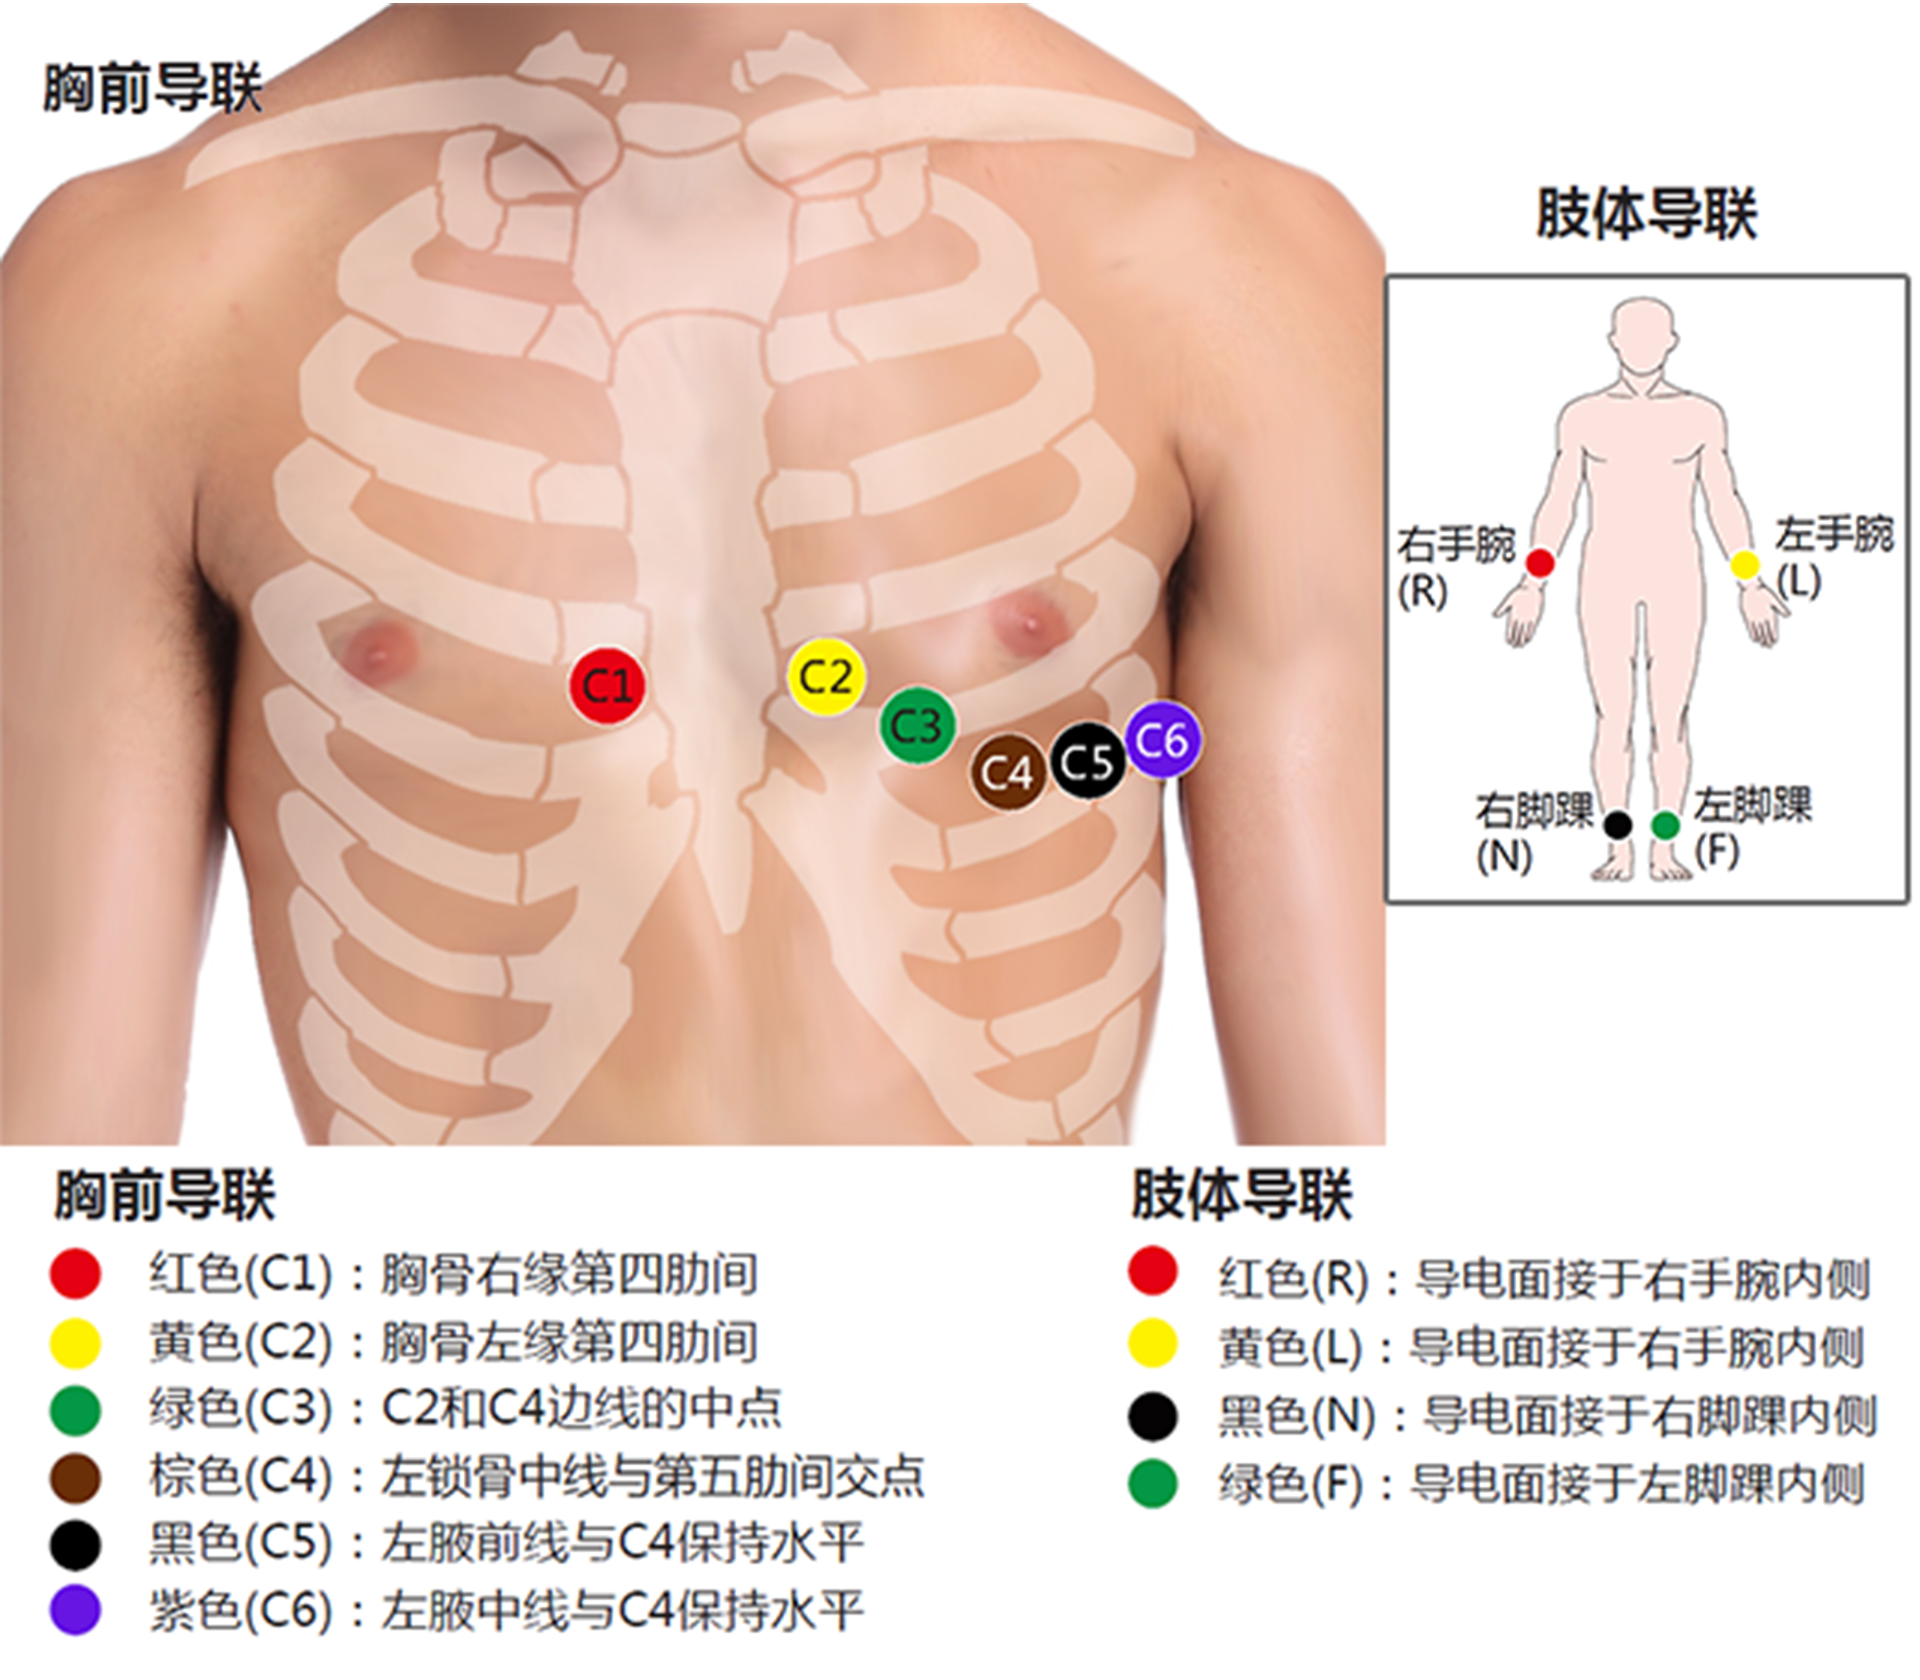 胸前导联
肢体导联
右手腕
(R)
左手腕
(L)
右脚踝
(N)
左脚踝
(F)
C1
C2
C3
C4
C5
C6
胸前导联
红色(C1)：胸骨右缘第四肋间
黄色(C2)：胸骨左缘第四肋间
绿色(C3)：C2和C4边线的中点
棕色(C4)：左锁骨中线与第五肋间交点
黑色(C5)：左腋前线与C4保持水平
紫色(C6)：左腋中线与C4保持水平
肢体导联
红色(R)：导电面接于右手腕内侧
黄色(L)：导电面接于右手腕内侧
黑色(N)：导电面接于右脚踝内侧
绿色(F)：导电面接于左脚踝内侧